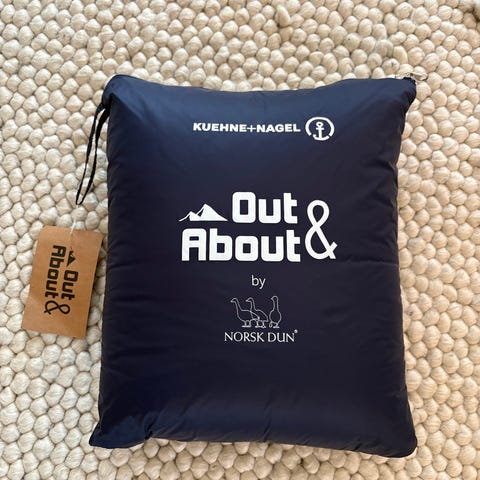 KUEHNE+NAGEL
Out &
About
by
NORSK DUN®
Out
About &